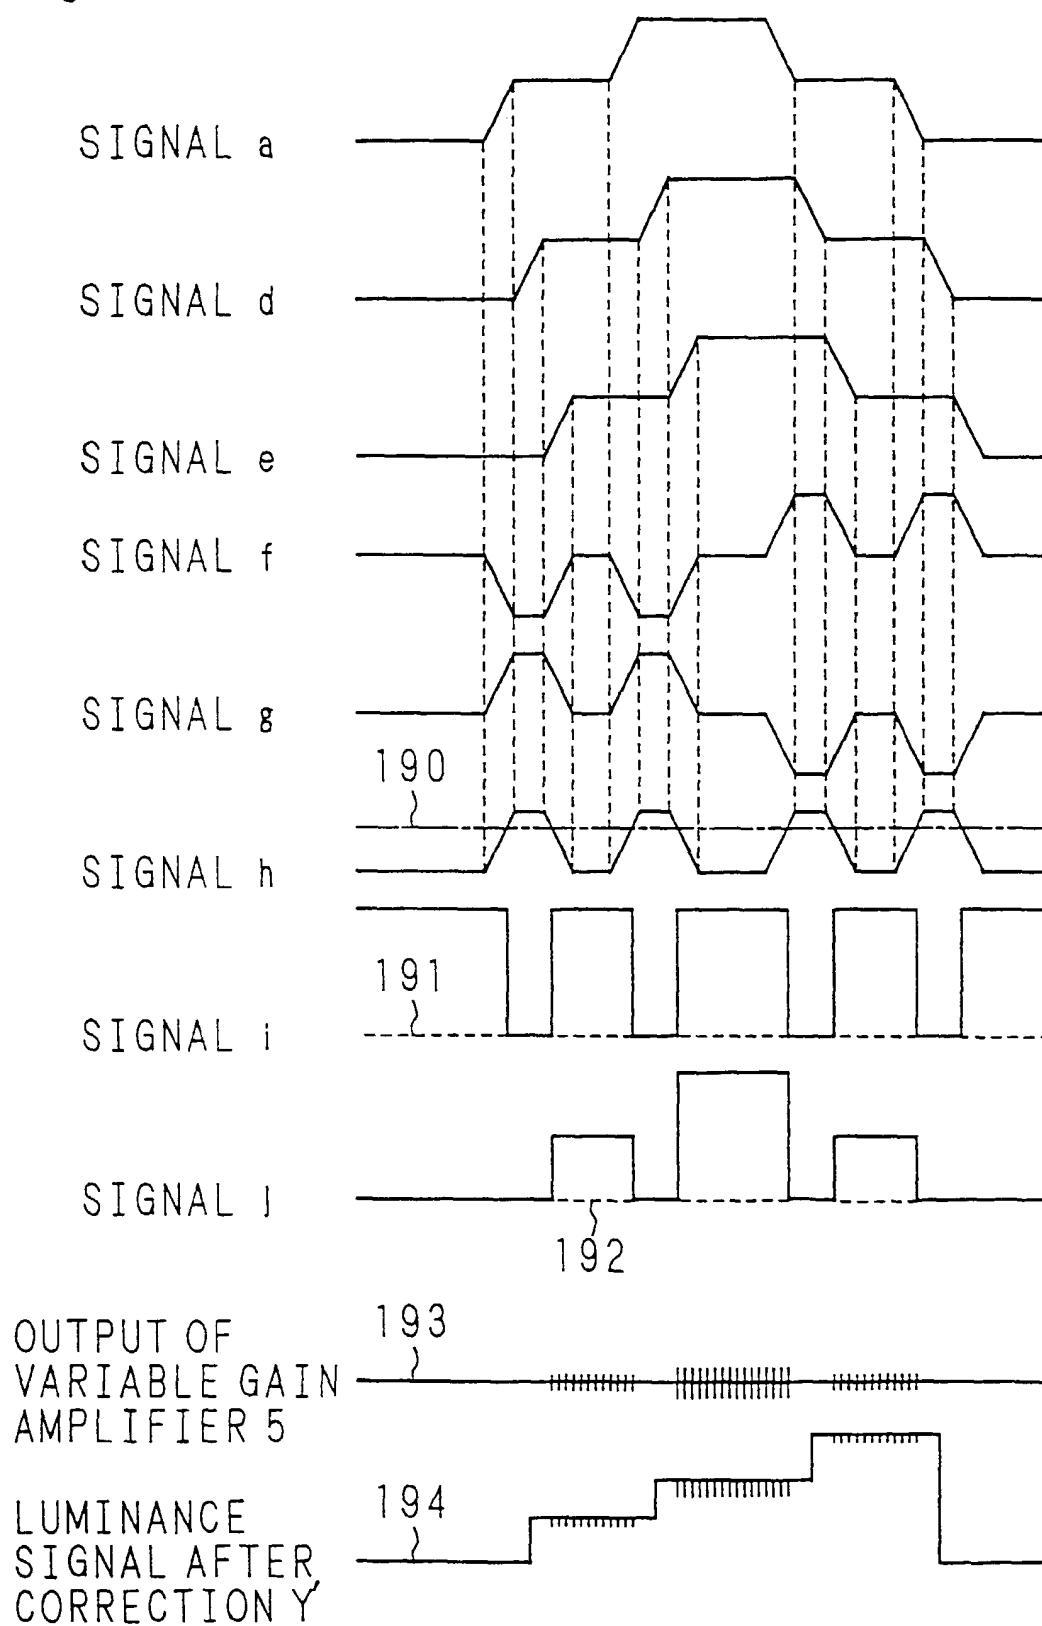 SIGNAL a
SIGNAL d
SIGNAL e
SIGNAL f
SIGNAL g
190
SIGNAL h
191
SIGNAL i
SIGNAL j
192
193
OUTPUT OF
VARIABLE GAIN
AMPLIFIER 5
194
LUMINANCE
SIGNAL AFTER
CORRECTION Y'